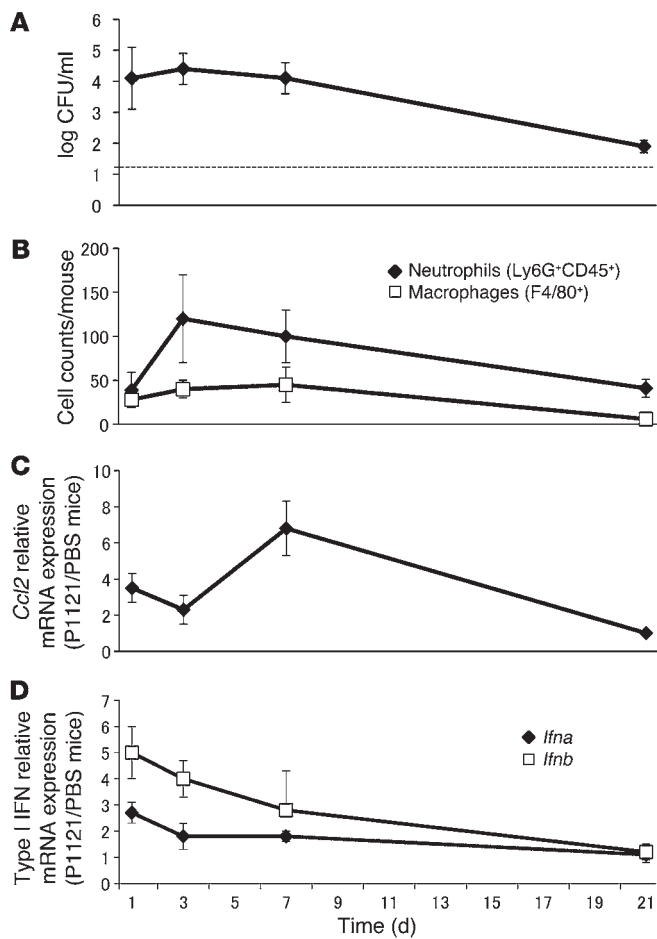 A
log CFU/ml
6
5
4
3
2
1
0
B
Cell counts/mouse
200
150
100
50
0
Neutrophils (Ly6G⁺CD45⁺)
Macrophages (F4/80⁺)
C
Ccl2 relative
mRNA expression
(P1121/PBS mice)
10
8
6
4
2
0
D
Type I IFN relative
mRNA expression
(P1121/PBS mice)
7
6
5
4
3
2
1
0
Ifna
Ifnb
1 3 5 7 9 11 13 15 17 19 21
Time (d)